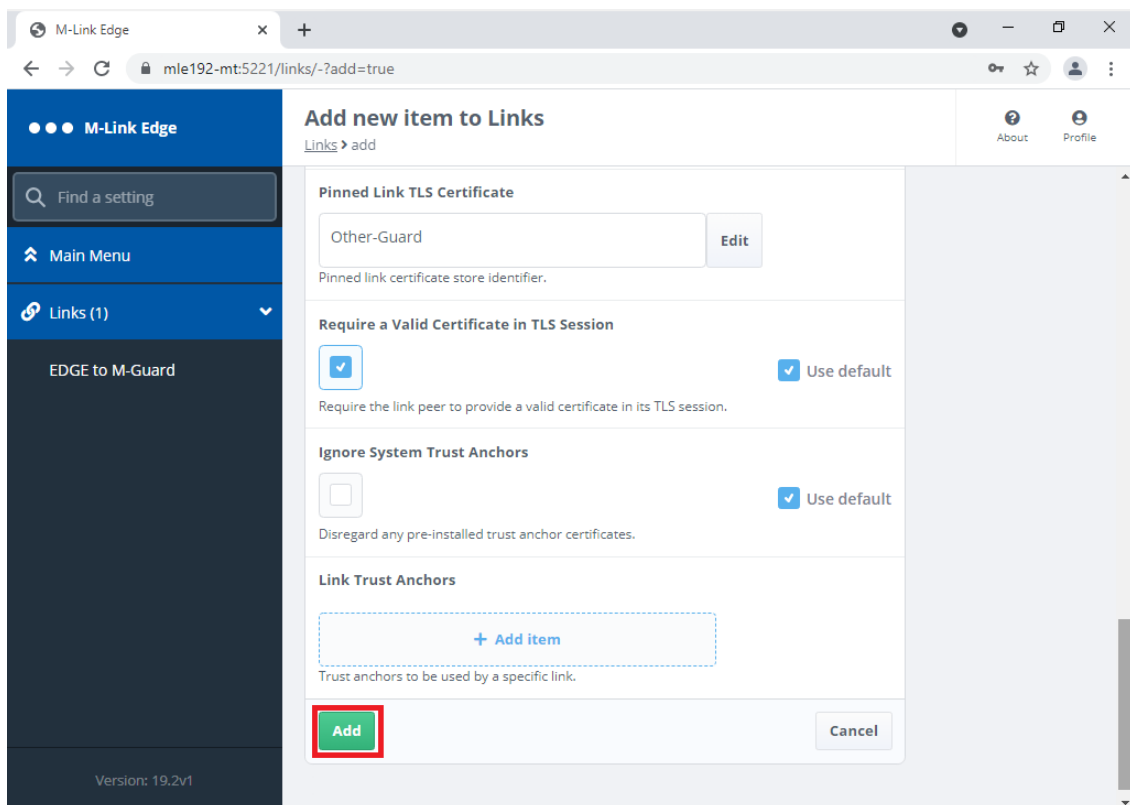 M-Link Edge
mle192-mt:5221/links/-?add=true
M-Link Edge
Find a setting
Main Menu
Links (1)
EDGE to M-Guard
Version: 19.2v1
Add new item to Links
Links > add
About
Profile
Pinned Link TLS Certificate
Other-Guard
Edit
Pinned link certificate store identifier.
Require a Valid Certificate in TLS Session
Use default
Require the link peer to provide a valid certificate in its TLS session.
Ignore System Trust Anchors
Use default
Disregard any pre-installed trust anchor certificates.
Link Trust Anchors
+ Add item
Trust anchors to be used by a specific link.
Add
Cancel